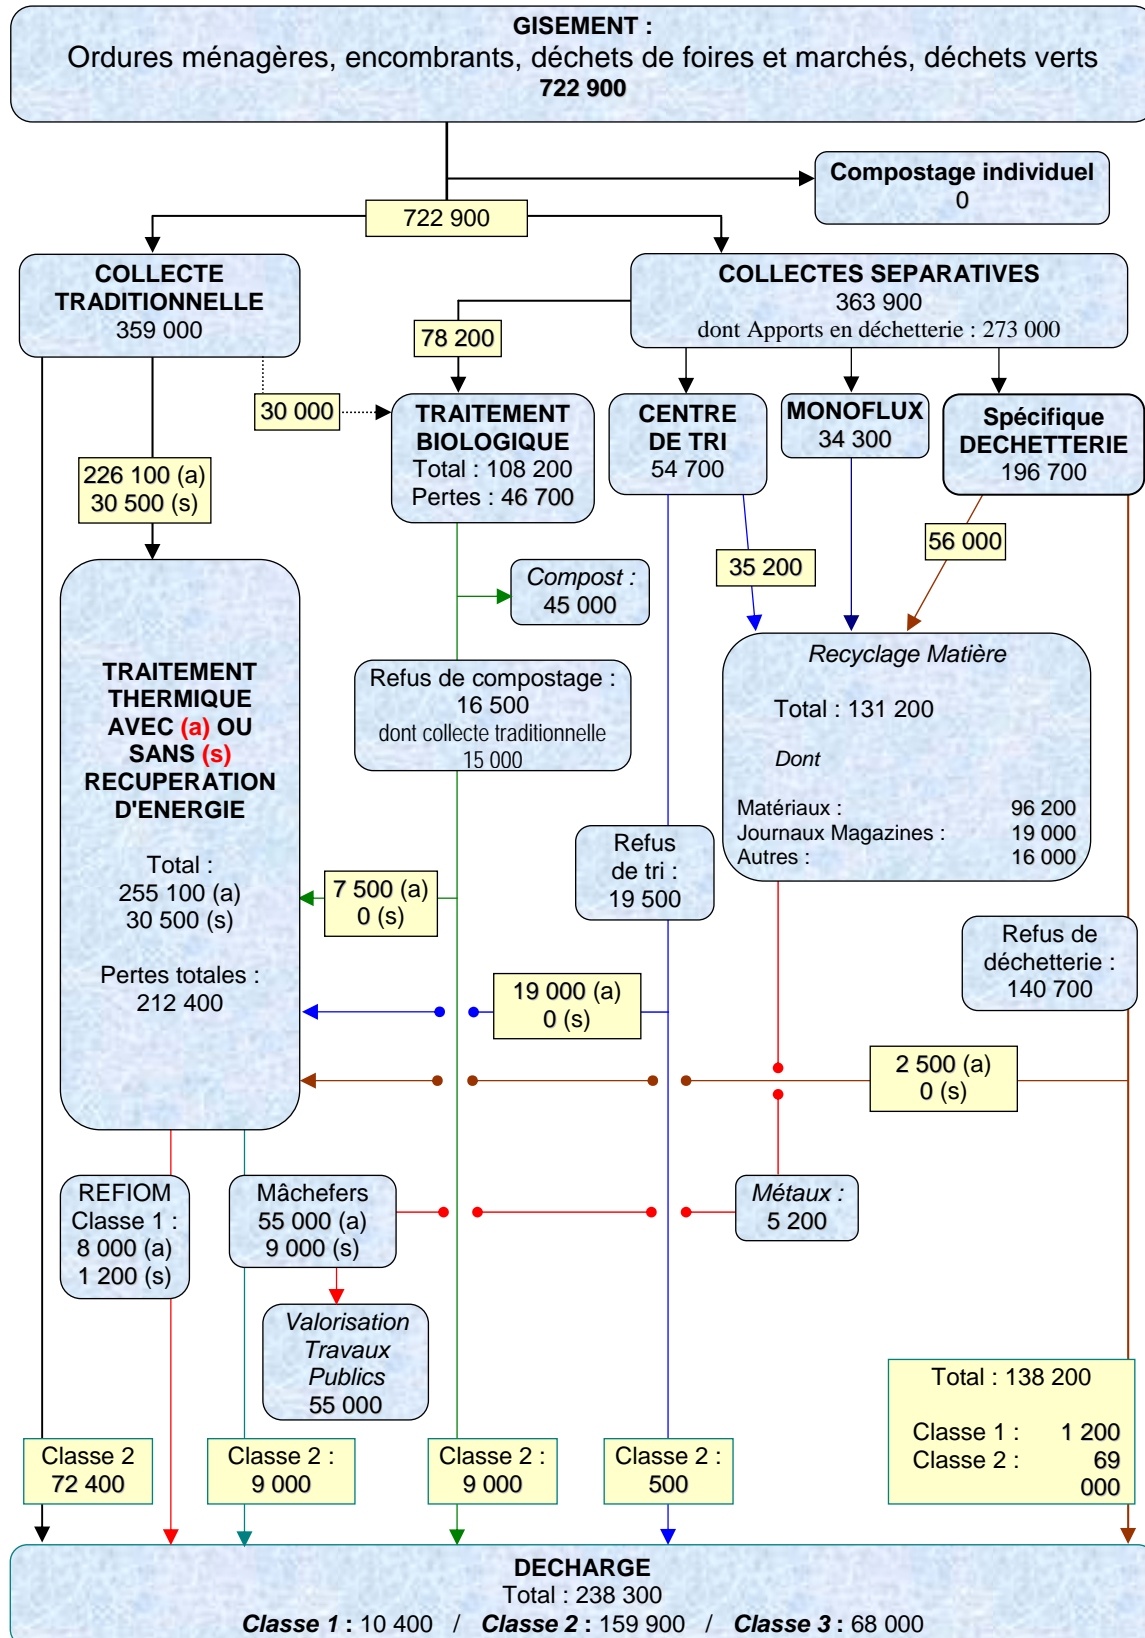 GISEMENT :
Ordures ménagères, encombrants, déchets de foires et marchés, déchets verts
722 900
Compostage individuel
0
722 900
COLLECTE
TRADITIONNELLE
359 000
COLLECTES SEPARATIVES
363 900
dont Apports en déchetterie : 273 000
78 200
30 000
TRAITEMENT
BIOLOGIQUE
Total : 108 200
Pertes : 46 700
CENTRE
DE TRI
54 700
MONOFLUX
34 300
Spécifique
DECHETTERIE
196 700
226 100 (a)
30 500 (s)
35 200
56 000
Compost :
45 000
TRAITEMENT
THERMIQUE
AVEC (a) OU
SANS (s)
RECUPERATION
D'ENERGIE
Total :
255 100 (a)
30 500 (s)
Pertes totales :
212 400
Refus de compostage :
16 500
dont collecte traditionnelle
15 000
Recyclage Matière
Total : 131 200
Dont
Matériaux : 96 200
Journaux Magazines : 19 000
Autres : 16 000
Refus
de tri :
19 500
7 500 (a)
0 (s)
Refus de
déchetterie :
140 700
19 000 (a)
0 (s)
2 500 (a)
0 (s)
REFIOM
Classe 1 :
8 000 (a)
1 200 (s)
Mâchefers
55 000 (a)
9 000 (s)
Métaux :
5 200
Valorisation
Travaux
Publics
55 000
Total : 138 200
Classe 1 : 1 200
Classe 2 : 69
000
Classe 2
72 400
Classe 2 :
9 000
Classe 2 :
9 000
Classe 2 :
500
DECHARGE
Total : 238 300
Classe 1 : 10 400 / Classe 2 : 159 900 / Classe 3 : 68 000